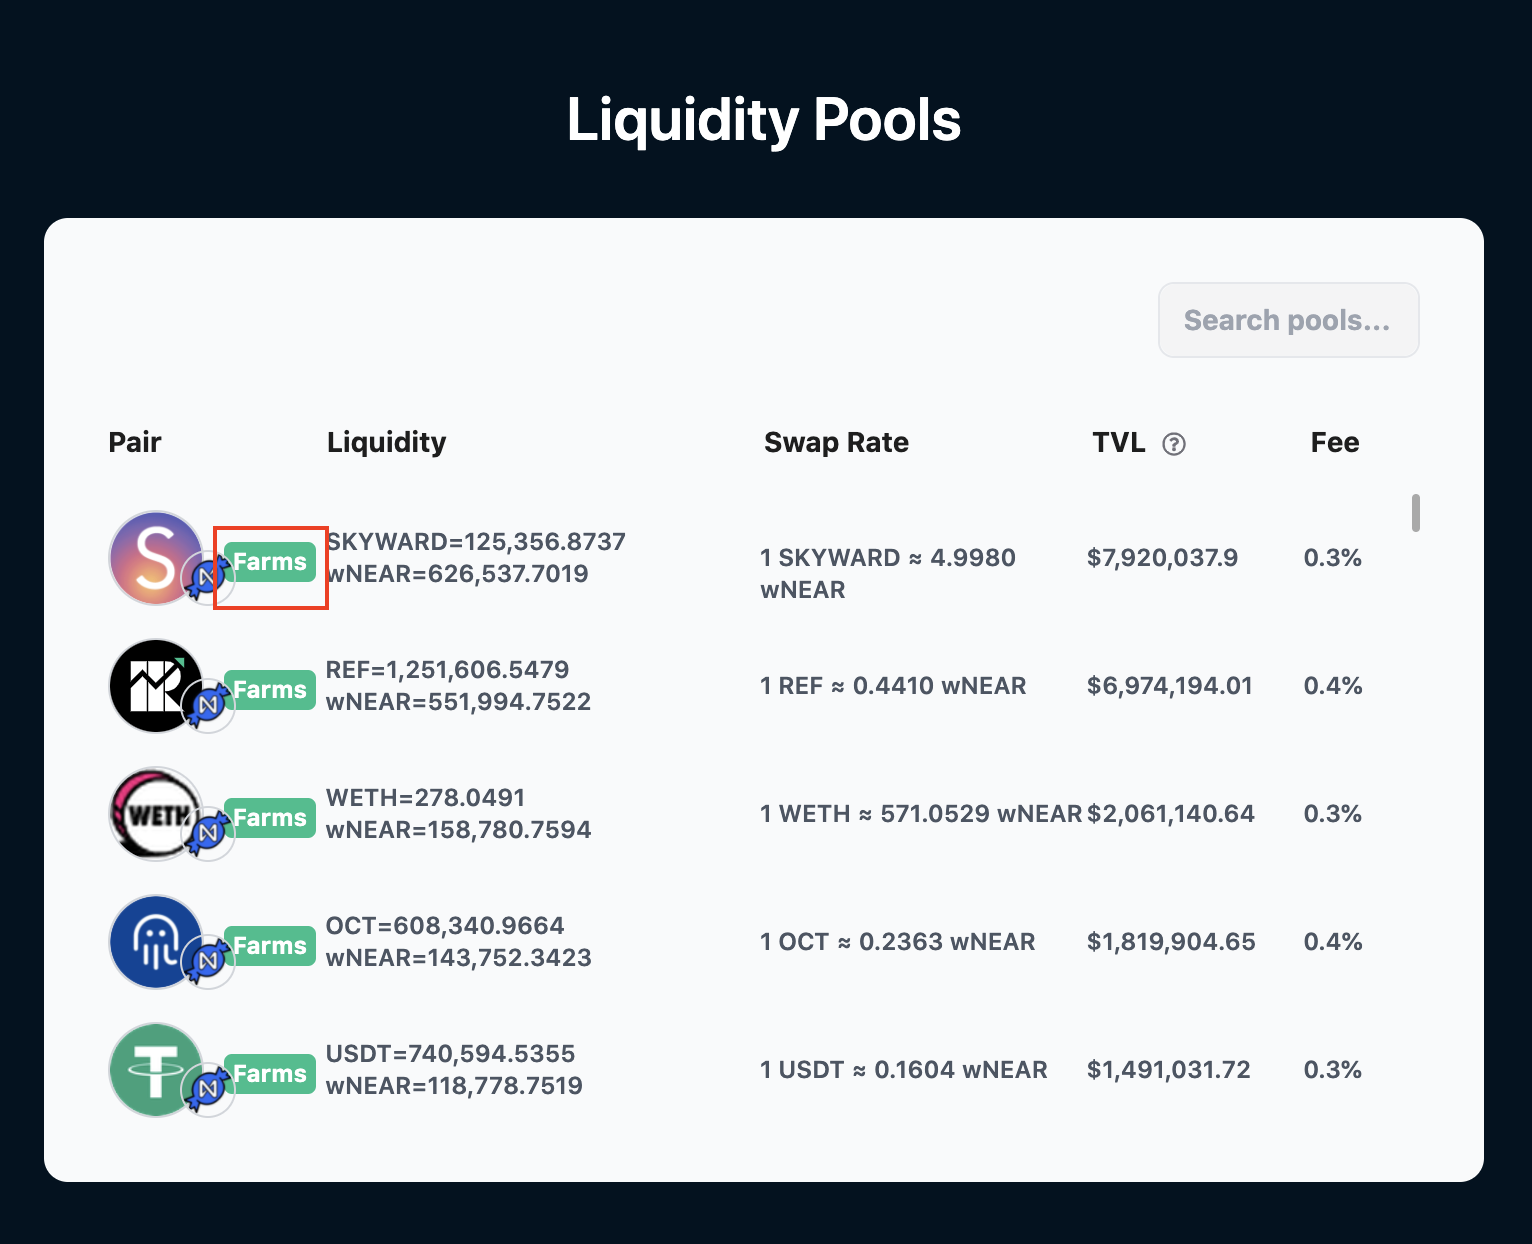 Liquidity Pools
Search pools...
Pair Liquidity Swap Rate TVL ? Fee
S Farms SKYWARD=125,356.8737
wNEAR=626,537.7019
1 SKYWARD ≈ 4.9980
wNEAR
$7,920,037.9 0.3%
Farms REF=1,251,606.5479
wNEAR=551,994.7522
1 REF ≈ 0.4410 wNEAR $6,974,194.01 0.4%
WETH Farms WETH=278.0491
wNEAR=158,780.7594
1 WETH ≈ 571.0529 wNEAR $2,061,140.64 0.3%
Farms OCT=608,340.9664
wNEAR=143,752.3423
1 OCT ≈ 0.2363 wNEAR $1,819,904.65 0.4%
Farms USDT=740,594.5355
wNEAR=118,778.7519
1 USDT ≈ 0.1604 wNEAR $1,491,031.72 0.3%